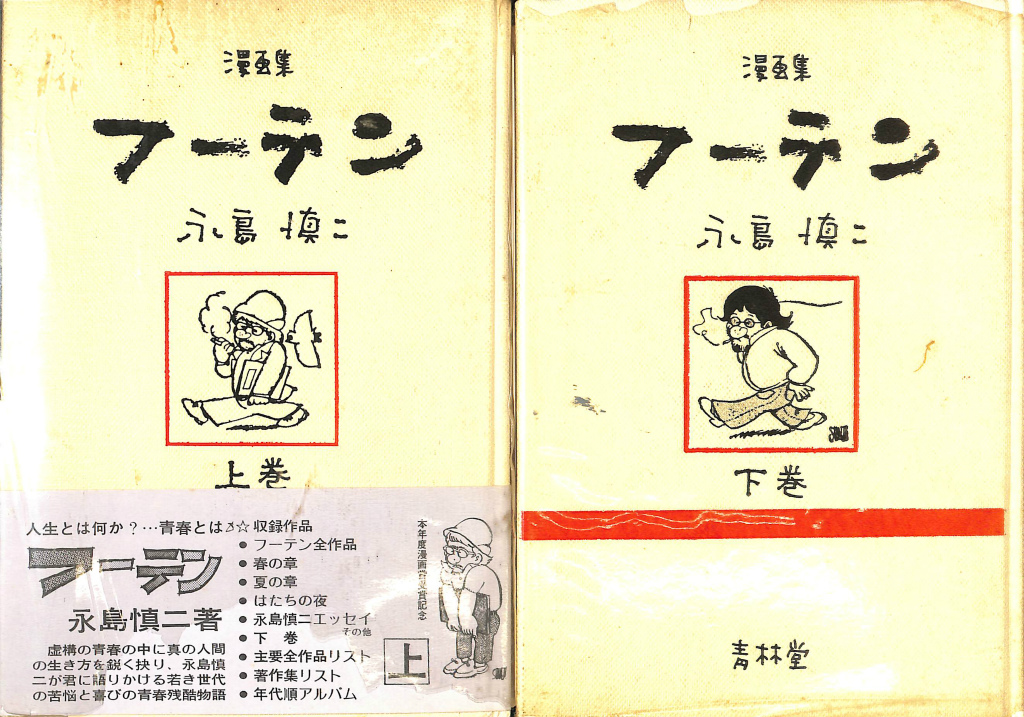 漫画集
フーテン
永島慎二
上巻
人生とは何か？…青春とは
フーテン
永島慎二著
虚構の青春の中に真の人間
の生き方を鋭く抉り、永島慎
二が君に語りかける若き世代
の苦悩と喜びの青春残酷物語
☆収録作品
●フーテン全作品
●春の章
●夏の章
●はたちの夜
●永島慎二エッセイ
その他
●下　巻
●主要全作品リスト
●著作集リスト
●年代順アルバム
本年度漫画賞受賞記念
上
漫画集
フーテン
永島慎二
下巻
青林堂